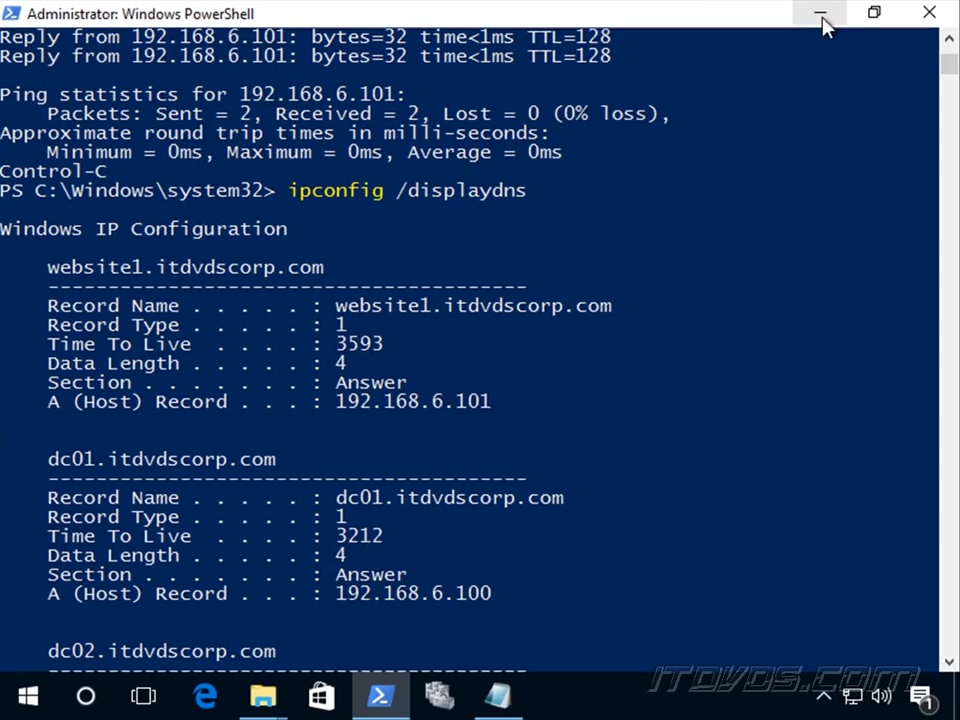 Administrator: Windows PowerShell
Reply from 192.168.6.101: bytes=32 time<1ms TTL=128
Reply from 192.168.6.101: bytes=32 time<1ms TTL=128
Ping statistics for 192.168.6.101:
Packets: Sent = 2, Received = 2, Lost = 0 (0% loss),
Approximate round trip times in milli-seconds:
Minimum = 0ms, Maximum = 0ms, Average = 0ms
Control-C
PS C:\Windows\system32> ipconfig /displaydns
Windows IP Configuration
website1.itdvdscorp.com
----------------------------------------
Record Name . . . . . : website1.itdvdscorp.com
Record Type . . . . . : 1
Time To Live  . . . . : 3593
Data Length . . . . . : 4
Section . . . . . . . : Answer
A (Host) Record . . . : 192.168.6.101
dc01.itdvdscorp.com
----------------------------------------
Record Name . . . . . : dc01.itdvdscorp.com
Record Type . . . . . : 1
Time To Live  . . . . : 3212
Data Length . . . . . : 4
Section . . . . . . . : Answer
A (Host) Record . . . : 192.168.6.100
dc02.itdvdscorp.com
----------------------------------------
ITDVDS.COM
1